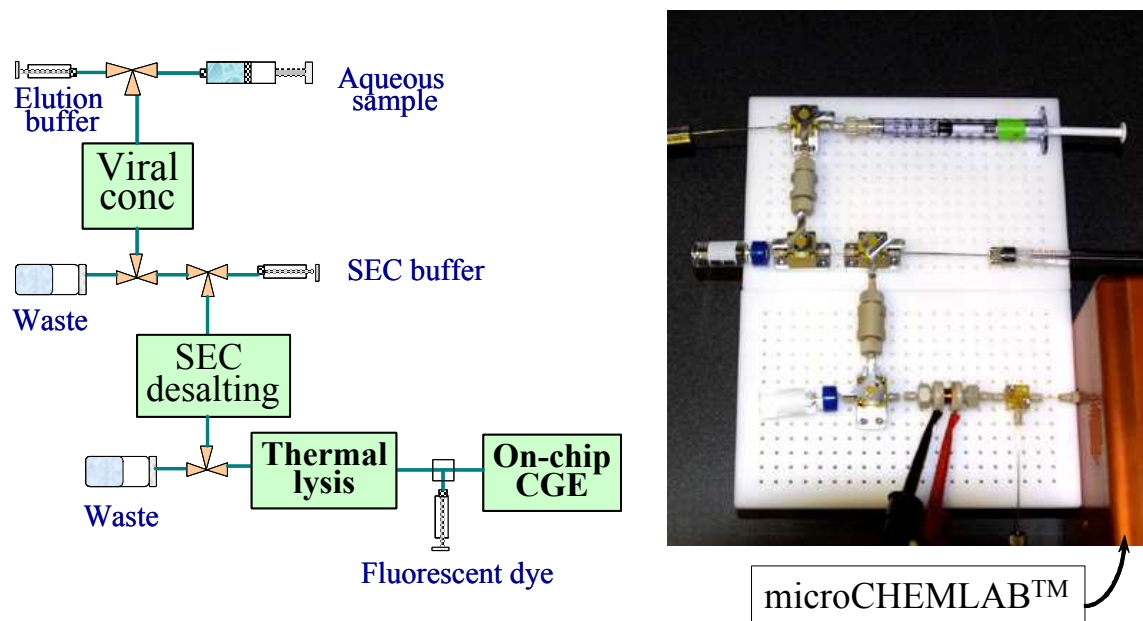 Elution
buffer
Aqueous
sample
Viral
conc
SEC buffer
Waste
SEC
desalting
Thermal
lysis
On-chip
CGE
Waste
Fluorescent dye
microCHEMLAB™